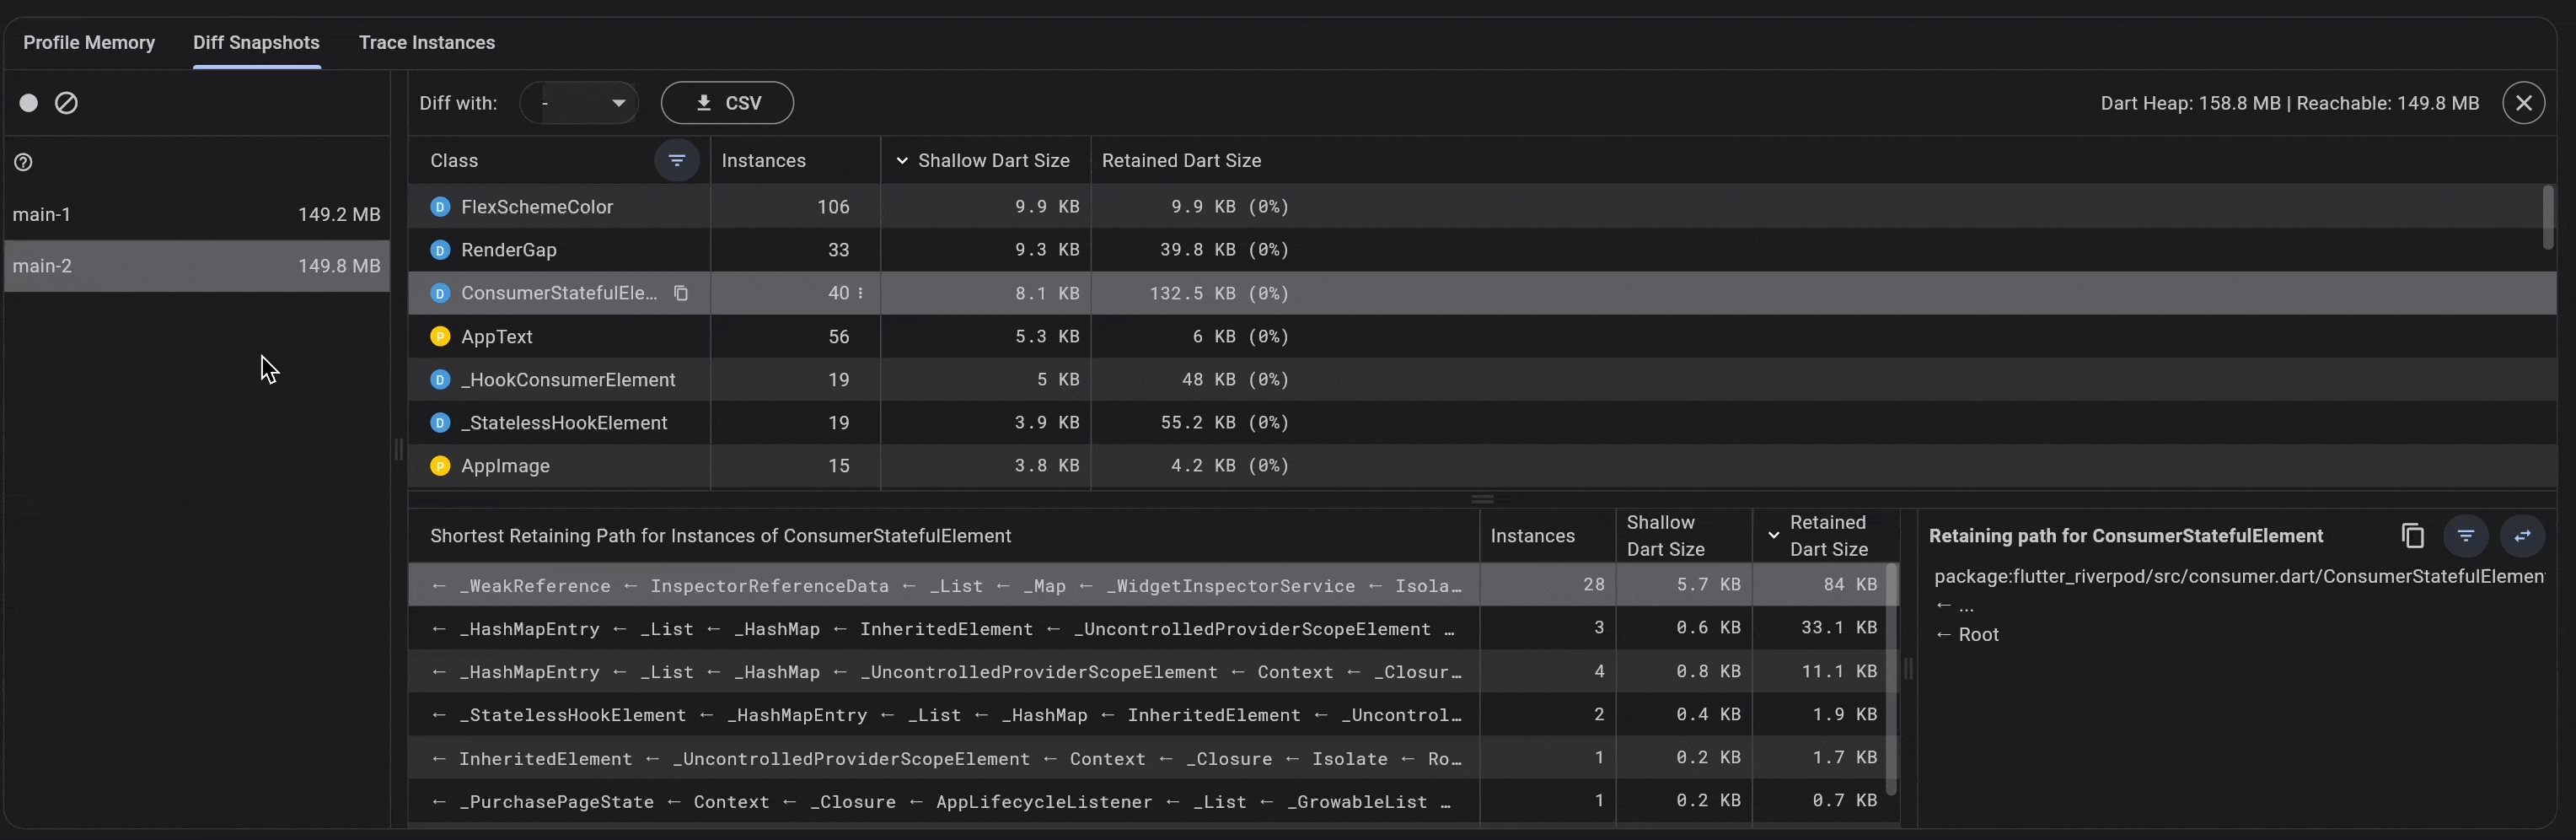 Profile Memory Diff Snapshots Trace Instances
Diff with: - CSV Dart Heap: 158.8 MB | Reachable: 149.8 MB
Class Instances Shallow Dart Size Retained Dart Size
main-1 149.2 MB
main-2 149.8 MB
D FlexSchemeColor 106 9.9 KB 9.9 KB (0%)
D RenderGap 33 9.3 KB 39.8 KB (0%)
D ConsumerStatefulEle… 40 8.1 KB 132.5 KB (0%)
P AppText 56 5.3 KB 6 KB (0%)
D _HookConsumerElement 19 5 KB 48 KB (0%)
D _StatelessHookElement 19 3.9 KB 55.2 KB (0%)
P AppImage 15 3.8 KB 4.2 KB (0%)
Shortest Retaining Path for Instances of ConsumerStatefulElement Instances Shallow Dart Size Retained Dart Size
← _WeakReference ← InspectorReferenceData ← _List ← _Map ← _WidgetInspectorService ← Isola… 28 5.7 KB 84 KB
← _HashMapEntry ← _List ← _HashMap ← InheritedElement ← _UncontrolledProviderScopeElement … 3 0.6 KB 33.1 KB
← _HashMapEntry ← _List ← _HashMap ← _UncontrolledProviderScopeElement ← Context ← _Closur… 4 0.8 KB 11.1 KB
← _StatelessHookElement ← _HashMapEntry ← _List ← _HashMap ← InheritedElement ← _Uncontrol… 2 0.4 KB 1.9 KB
← InheritedElement ← _UncontrolledProviderScopeElement ← Context ← _Closure ← Isolate ← Ro… 1 0.2 KB 1.7 KB
← _PurchasePageState ← Context ← _Closure ← AppLifecycleListener ← _List ← _GrowableList … 1 0.2 KB 0.7 KB
Retaining path for ConsumerStatefulElement
package:flutter_riverpod/src/consumer.dart/ConsumerStatefulElemen
← ...
← Root